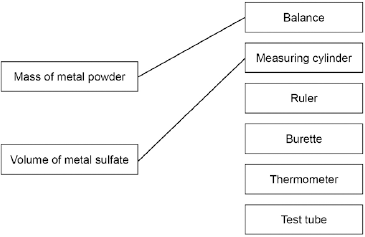 Balance
Measuring cylinder
Mass of metal powder
Ruler
Burette
Volume of metal sulfate
Thermometer
Test tube